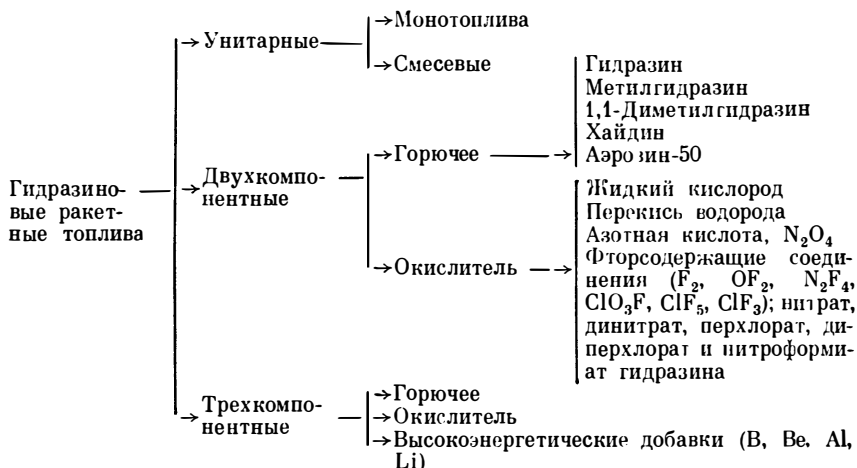 Гидразино-
вые ракет-
ные топлива
Унитарные
Монотоплива
Смесевые
Двухкомпо-
нентные
Горючее
Гидразин
Метилгидразин
1,1-Диметилгидразин
Хайдин
Аэрозин-50
Окислитель
Жидкий кислород
Перекись водорода
Азотная кислота, N₂O₄
Фторсодержащие соеди-
нения (F₂, OF₂, N₂F₄,
ClO₃F, ClF₅, ClF₃); нитрат,
динитрат, перхлорат, ди-
перхлорат и нитроформи-
ат гидразина
Трехкомпо-
нентные
Горючее
Окислитель
Высокоэнергетические добавки (B, Be, Al,
Li)